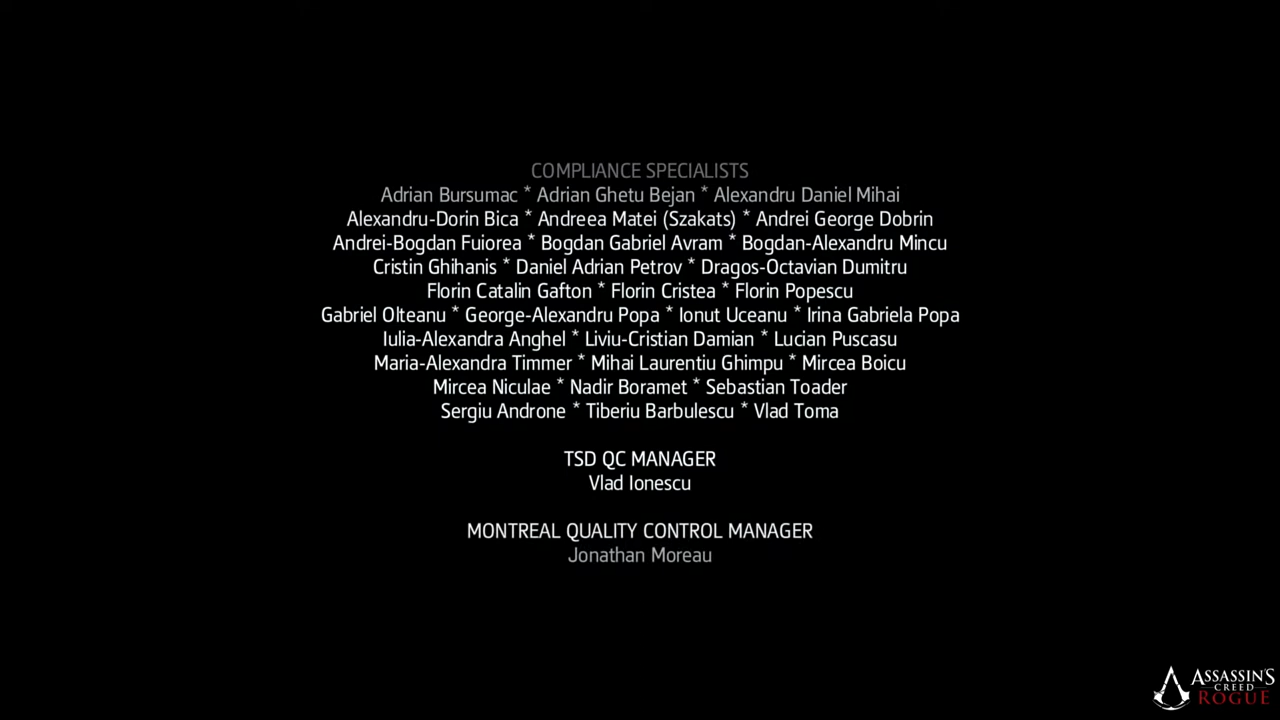 COMPLIANCE SPECIALISTS
Adrian Bursumac * Adrian Ghetu Bejan * Alexandru Daniel Mihai
Alexandru-Dorin Bica * Andreea Matei (Szakats) * Andrei George Dobrin
Andrei-Bogdan Fuiorea * Bogdan Gabriel Avram * Bogdan-Alexandru Mincu
Cristin Ghihanis * Daniel Adrian Petrov * Dragos-Octavian Dumitru
Florin Catalin Gafton * Florin Cristea * Florin Popescu
Gabriel Olteanu * George-Alexandru Popa * Ionut Uceanu * Irina Gabriela Popa
Iulia-Alexandra Anghel * Liviu-Cristian Damian * Lucian Puscasu
Maria-Alexandra Timmer * Mihai Laurentiu Ghimpu * Mircea Boicu
Mircea Niculae * Nadir Boramet * Sebastian Toader
Sergiu Androne * Tiberiu Barbulescu * Vlad Toma
TSD QC MANAGER
Vlad Ionescu
MONTREAL QUALITY CONTROL MANAGER
Jonathan Moreau
ASSASSIN'S
CREED
ROGUE